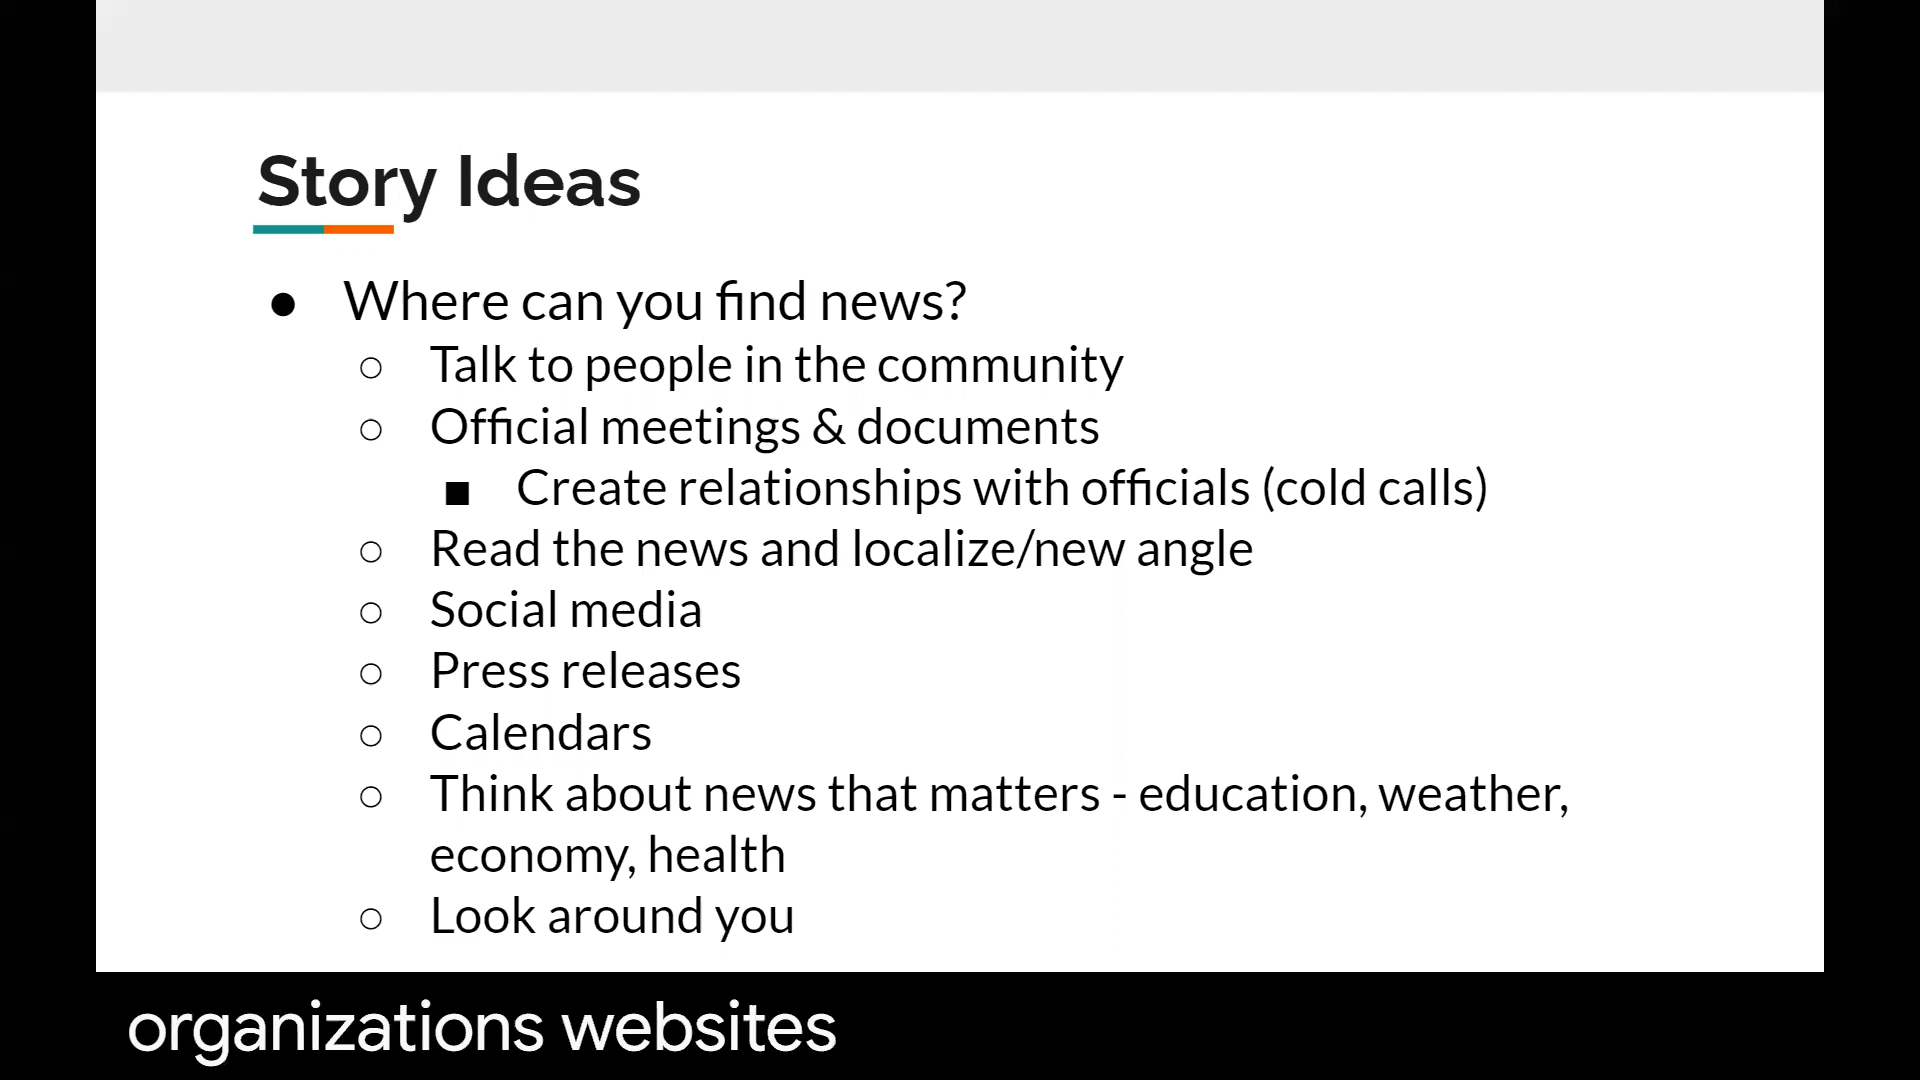 Story Ideas
● Where can you find news?
○ Talk to people in the community
○ Official meetings & documents
■ Create relationships with officials (cold calls)
○ Read the news and localize/new angle
○ Social media
○ Press releases
○ Calendars
○ Think about news that matters - education, weather,
economy, health
○ Look around you
organizations websites